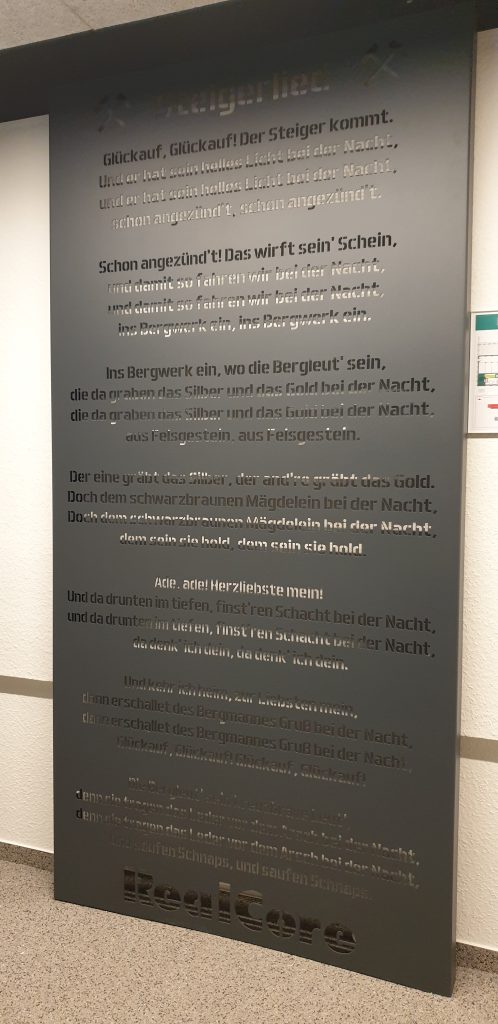 Steigerlied
Glückauf, Glückauf! Der Steiger kommt.
Und er hat sein helles Licht bei der Nacht,
und er hat sein helles Licht bei der Nacht,
schon angezünd't, schon angezünd't.
Schon angezünd't! Das wirft sein' Schein,
und damit so fahren wir bei der Nacht,
und damit so fahren wir bei der Nacht,
ins Bergwerk ein, ins Bergwerk ein.
Ins Bergwerk ein, wo die Bergleut' sein,
die da graben das Silber und das Gold bei der Nacht,
die da graben das Silber und das Gold bei der Nacht,
aus Felsgestein, aus Felsgestein.
Der eine gräbt das Silber, der and're gräbt das Gold.
Doch dem schwarzbraunen Mägdelein bei der Nacht,
Doch dem schwarzbraunen Mägdelein bei der Nacht,
dem sein sie hold, dem sein sie hold.
Ade, ade! Herzliebste mein!
Und da drunten im tiefen, finst'ren Schacht bei der Nacht,
und da drunten im tiefen, finst'ren Schacht bei der Nacht,
da denk' ich dein, da denk' ich dein.
Und kehr ich heim, zur Liebsten mein,
dann erschallet des Bergmannes Gruß bei der Nacht,
dann erschallet des Bergmannes Gruß bei der Nacht,
Glückauf, Glückauf! Glückauf, Glückauf!
Die Bergleut'
denn sie tragen das Leder vor dem Arsch bei der Nacht,
denn sie tragen das Leder vor dem Arsch bei der Nacht,
und saufen Schnaps, und saufen Schnaps.
RealCore